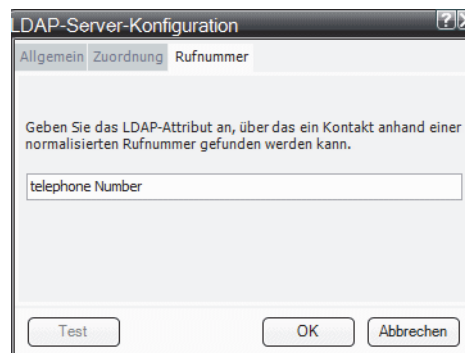 LDAP-Server-Konfiguration
Allgemein Zuordnung Rufnummer
Geben Sie das LDAP-Attribut an, über das ein Kontakt anhand einer
normalisierten Rufnummer gefunden werden kann.
telephone Number
Test OK Abbrechen